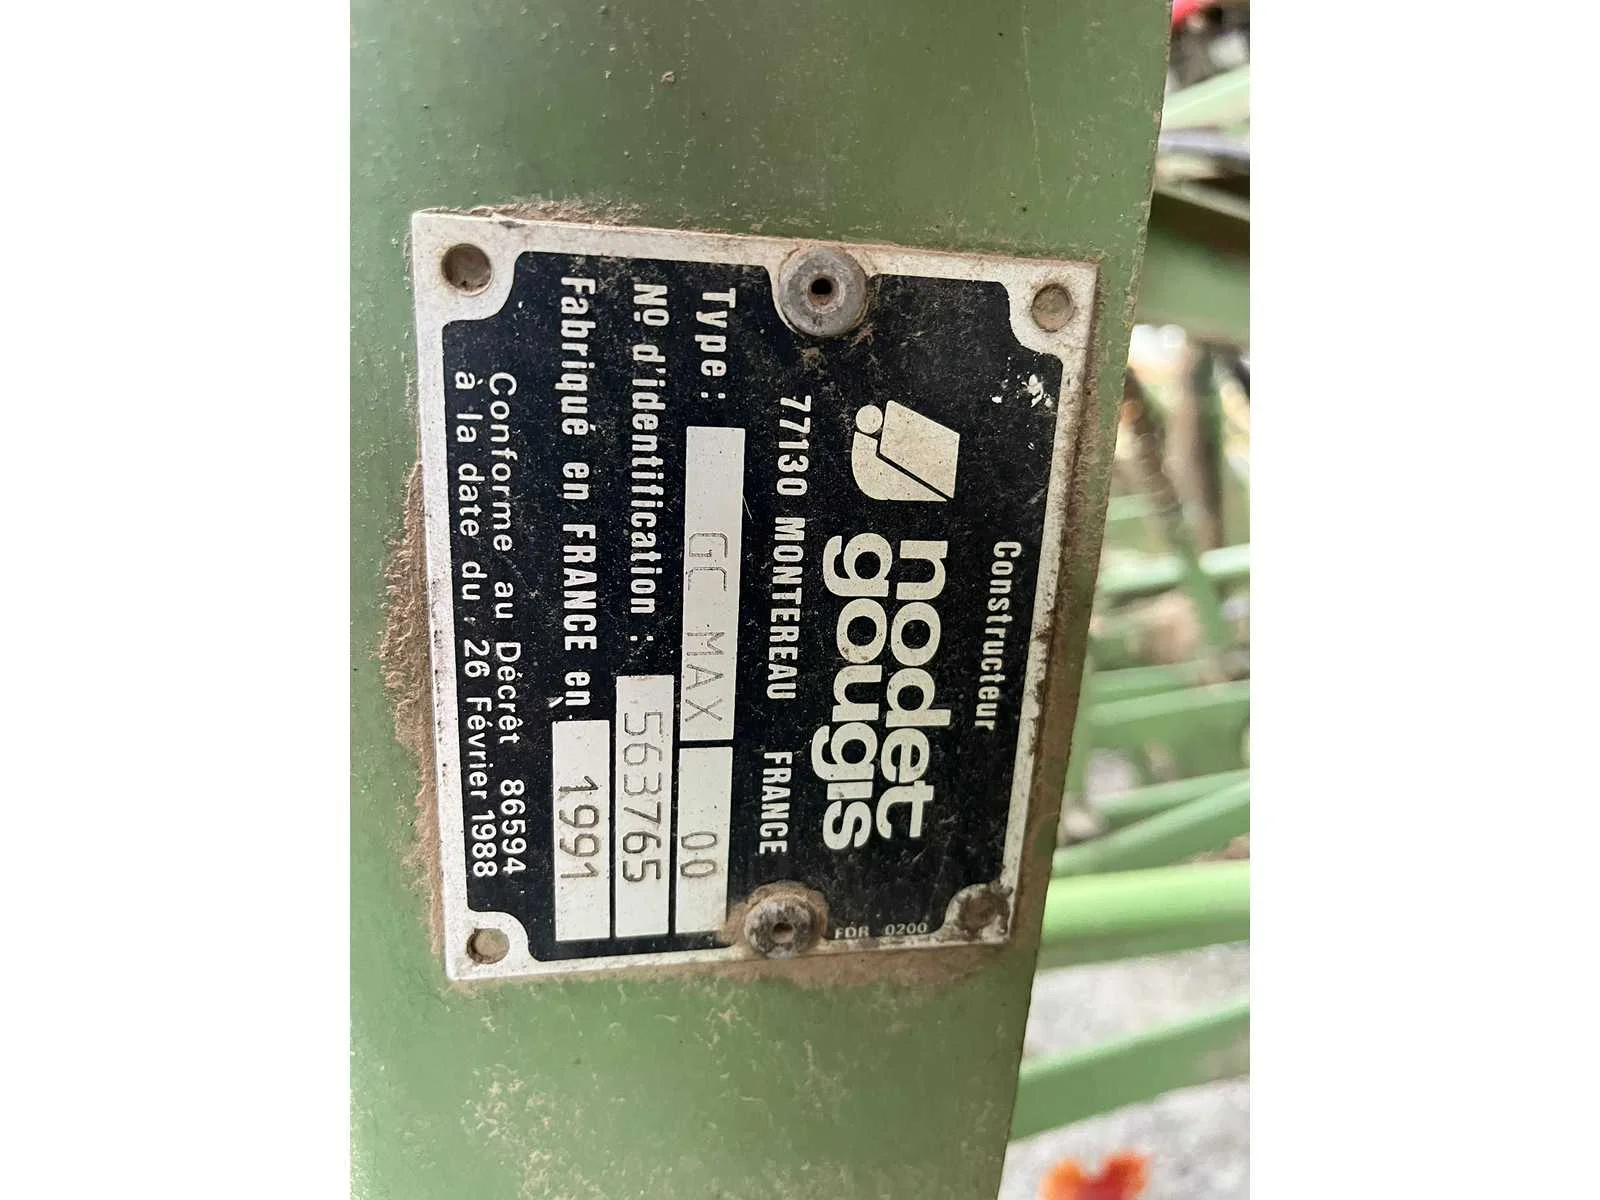 Constructeur
nodet
gougis
77130 MONTEREAU FRANCE
Type : GC MAX 00
Nº d'identification : 563765
Fabriqué en FRANCE en 1991
Conforme au Décrêt 86594
à la date du : 26 Février 1988
FDR 0200